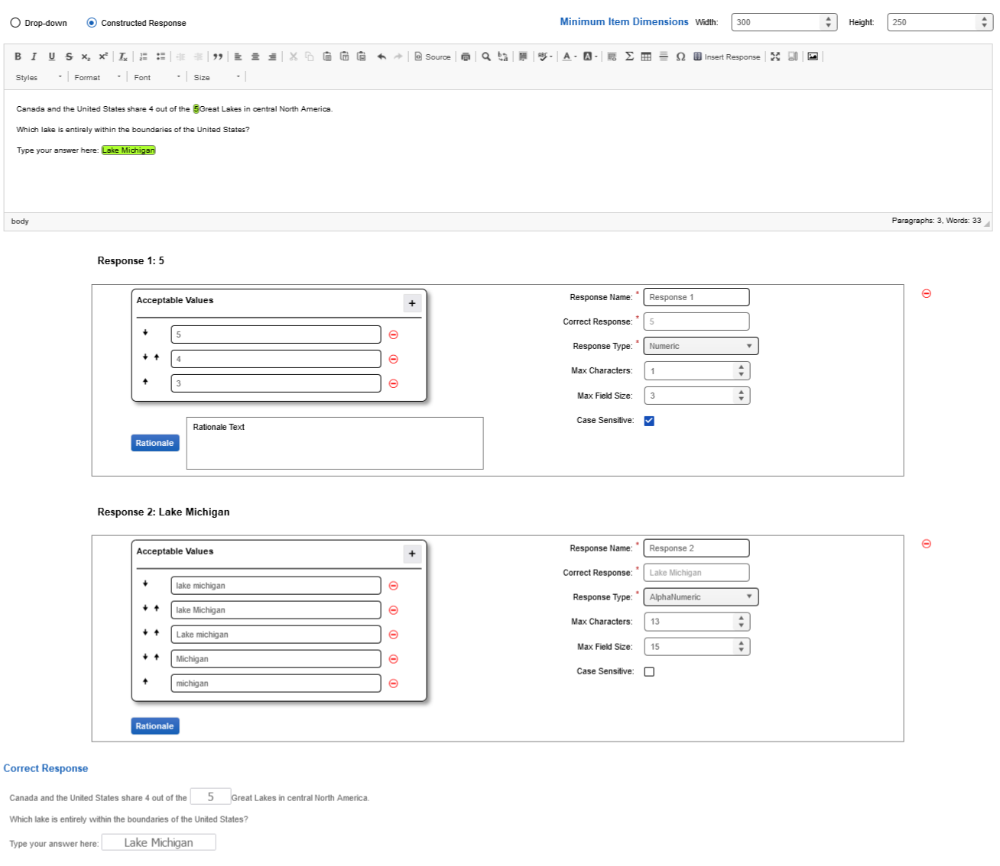 Drop-down Constructed Response Minimum Item Dimensions Width: 300 Height: 250
B I U S x₂ x² Tx Source ABC A A Σ Ω Insert Response
Styles Format Font Size
Canada and the United States share 4 out of the 5 Great Lakes in central North America.
Which lake is entirely within the boundaries of the United States?
Type your answer here: Lake Michigan
body Paragraphs: 3, Words: 33
Response 1: 5
Acceptable Values +
5
4
3
Rationale
Rationale Text
Response Name: * Response 1
Correct Response: * 5
Response Type: * Numeric
Max Characters: 1
Max Field Size: 3
Case Sensitive:
Response 2: Lake Michigan
Acceptable Values +
lake michigan
lake Michigan
Lake michigan
Michigan
michigan
Rationale
Response Name: * Response 2
Correct Response: * Lake Michigan
Response Type: * AlphaNumeric
Max Characters: 13
Max Field Size: 15
Case Sensitive:
Correct Response
Canada and the United States share 4 out of the 5 Great Lakes in central North America.
Which lake is entirely within the boundaries of the United States?
Type your answer here: Lake Michigan